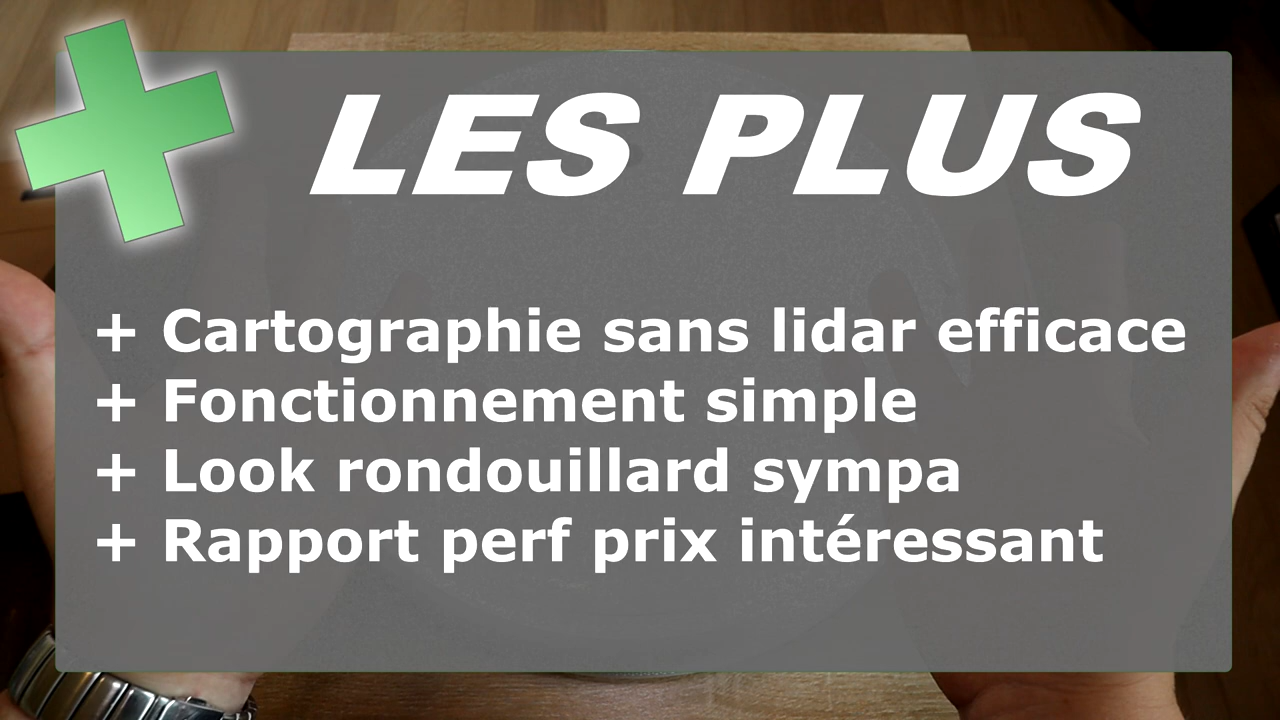 LES PLUS
+ Cartographie sans lidar efficace
+ Fonctionnement simple
+ Look rondouillard sympa
+ Rapport perf prix intéressant